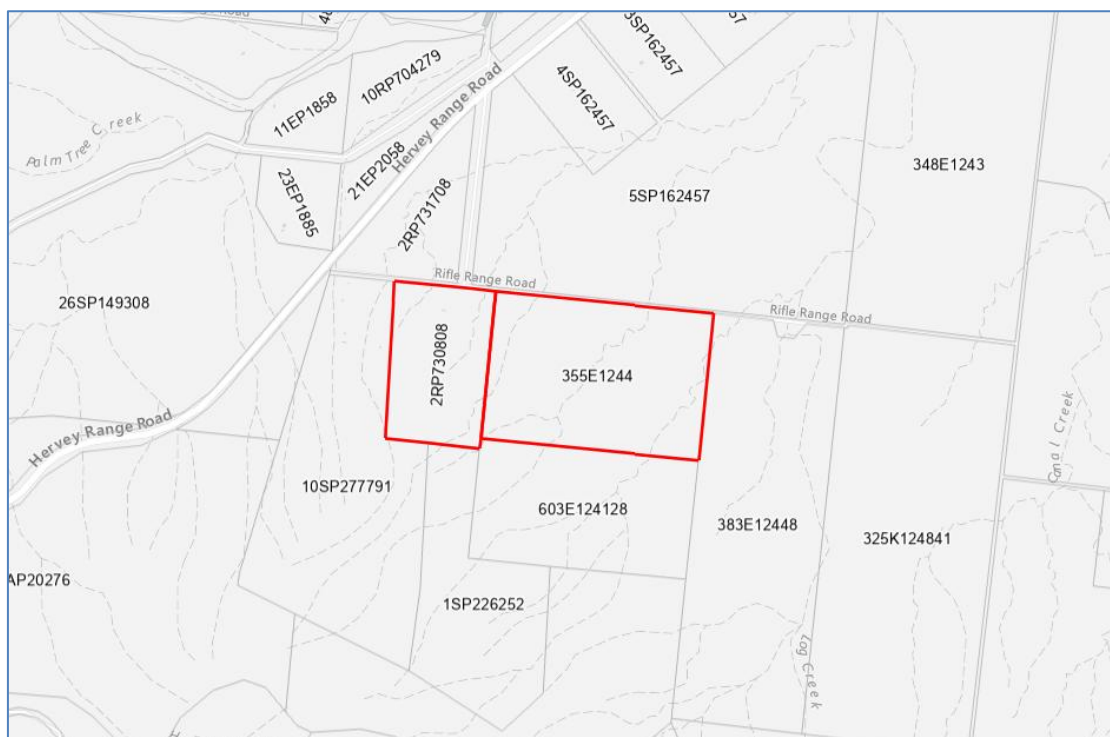 Road
10RP704279
3SP162457
11EP1858
4SP162457
Palm Tree Creek
Hervey Range Road
21EP2058
348E1243
23EP1885
5SP162457
2RP731708
Rifle Range Road
26SP149308
Rifle Range Road
2RP730808
355E1244
Hervey Range Road
Canal Creek
10SP277791
603E124128
383E12448
325K124841
AP20276
1SP226252
Log Creek